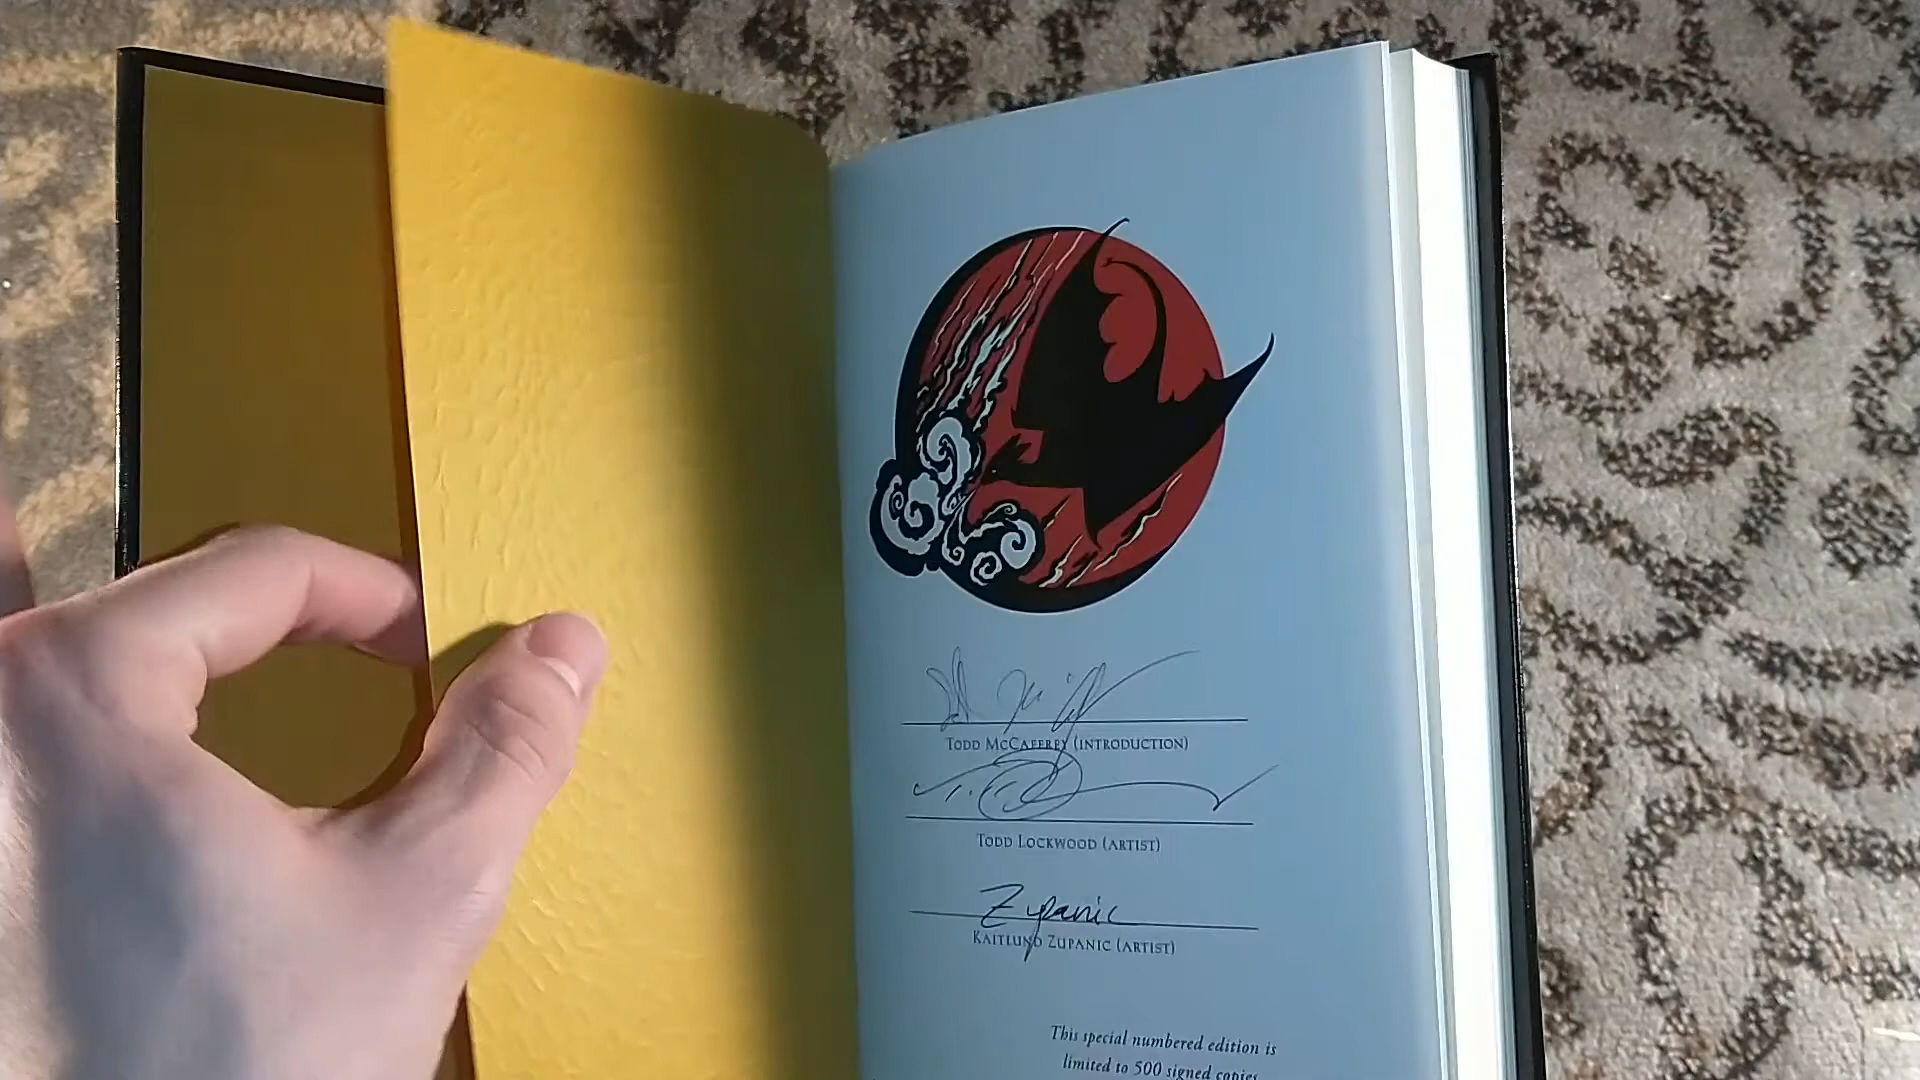 Todd McCaffrey (introduction)
Todd Lockwood (artist)
Zupanic
Kaitlund Zupanic (artist)
This special numbered edition is
limited to 500 signed copies